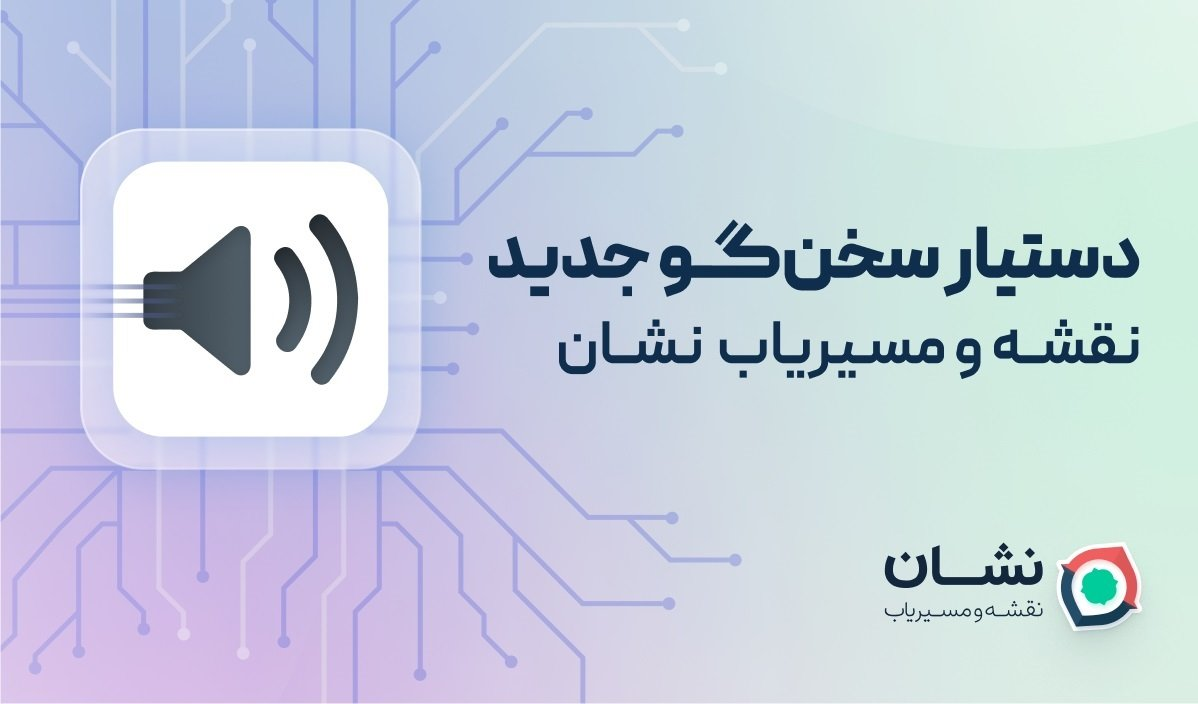 دستیار سخن‌گو جدید
نقشه و مسیریاب نشان
نشان
نقشه و مسیریاب